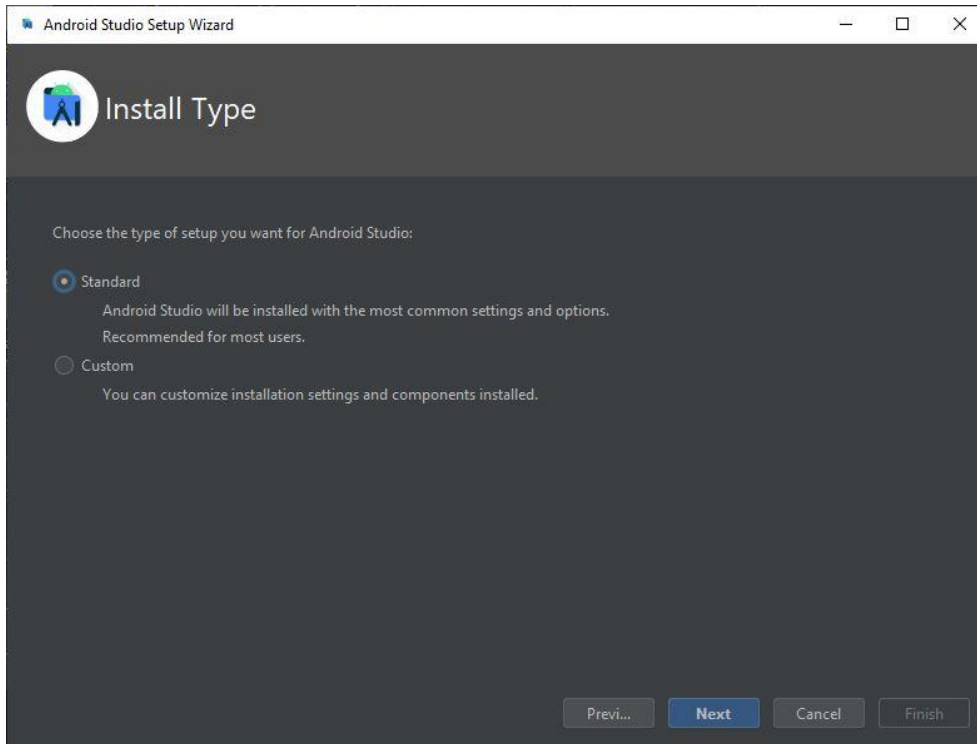 Android Studio Setup Wizard
Install Type
Choose the type of setup you want for Android Studio:
Standard
Android Studio will be installed with the most common settings and options.
Recommended for most users.
Custom
You can customize installation settings and components installed.
Previ...
Next
Cancel
Finish